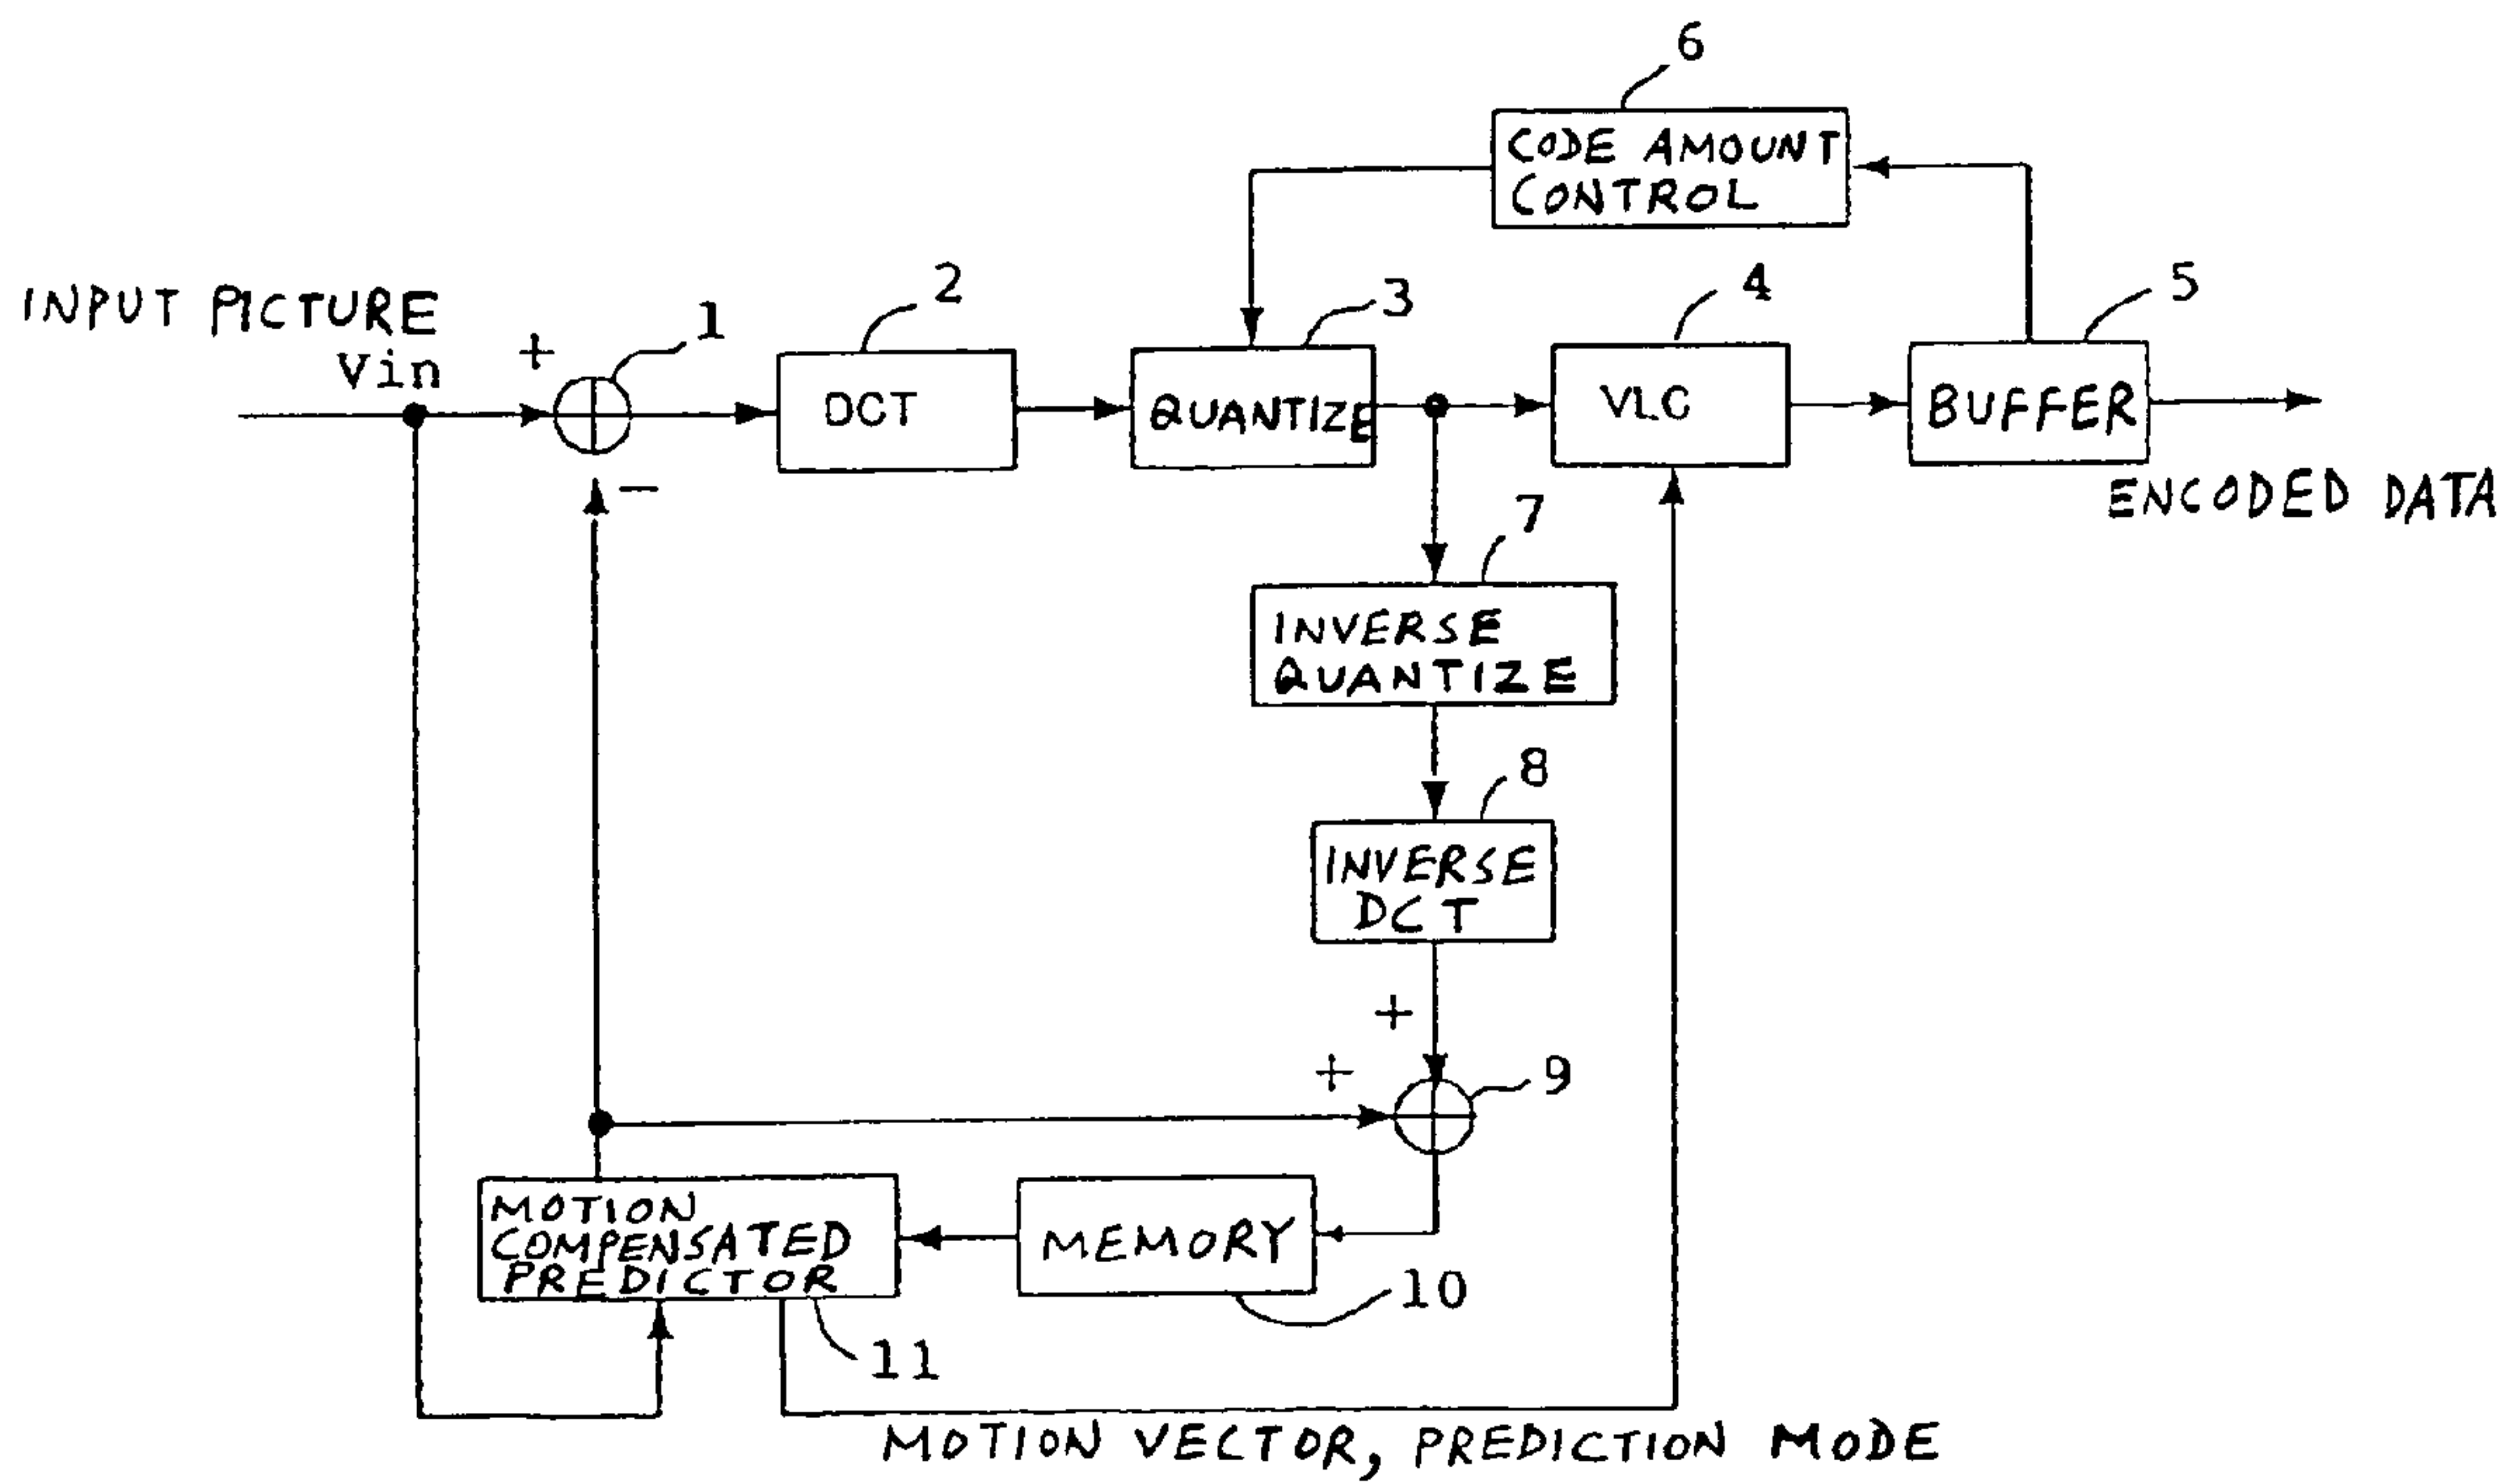 6
CODE AMOUNT
CONTROL
INPUT PICTURE
Vin
+
1
2
DCT
3
QUANTIZE
4
VLC
5
BUFFER
ENCODED DATA
−
7
INVERSE
QUANTIZE
8
INVERSE
DCT
+
+
9
MOTION
COMPENSATED
PREDICTOR
MEMORY
10
11
MOTION VECTOR, PREDICTION MODE